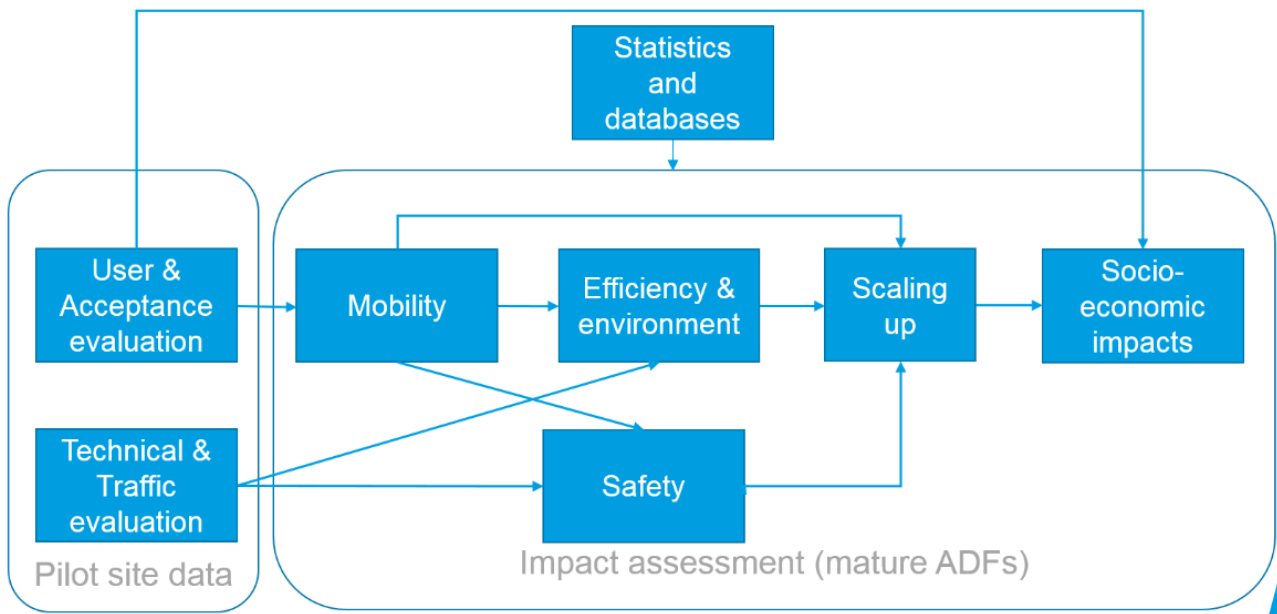 Statistics
and
databases
User &
Acceptance
evaluation
Mobility
Efficiency &
environment
Scaling
up
Socio-
economic
impacts
Technical &
Traffic
evaluation
Safety
Pilot site data
Impact assessment (mature ADFs)